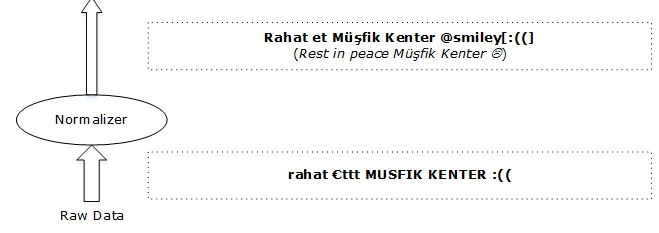 Rahat et Müşfik Kenter @smiley[:((]
(Rest in peace Müşfik Kenter ☹)
Normalizer
rahat €ttt MUSFIK KENTER :((
Raw Data